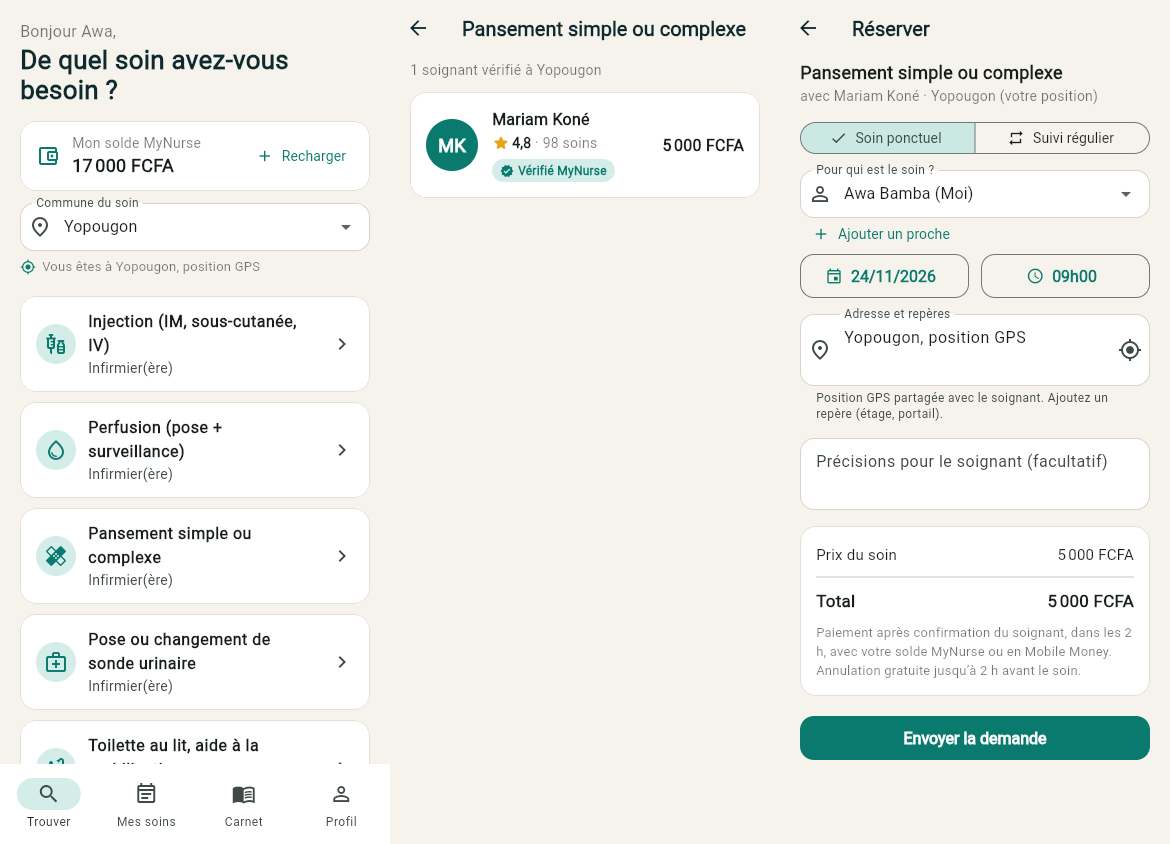 Bonjour Awa,
De quel soin avez-vous
besoin ?
Mon solde MyNurse
17 000 FCFA
Recharger
Commune du soin
Yopougon
Vous êtes à Yopougon, position GPS
Injection (IM, sous-cutanée,
IV)
Infirmier(ère)
Perfusion (pose +
surveillance)
Infirmier(ère)
Pansement simple ou
complexe
Infirmier(ère)
Pose ou changement de
sonde urinaire
Infirmier(ère)
Toilette au lit, aide à la
Trouver
Mes soins
Carnet
Profil
Pansement simple ou complexe
1 soignant vérifié à Yopougon
MK
Mariam Koné
4,8 · 98 soins
Vérifié MyNurse
5 000 FCFA
Réserver
Pansement simple ou complexe
avec Mariam Koné · Yopougon (votre position)
Soin ponctuel
Suivi régulier
Pour qui est le soin ?
Awa Bamba (Moi)
Ajouter un proche
24/11/2026
09h00
Adresse et repères
Yopougon, position GPS
Position GPS partagée avec le soignant. Ajoutez un
repère (étage, portail).
Précisions pour le soignant (facultatif)
Prix du soin 5 000 FCFA
Total 5 000 FCFA
Paiement après confirmation du soignant, dans les 2
h, avec votre solde MyNurse ou en Mobile Money.
Annulation gratuite jusqu'à 2 h avant le soin.
Envoyer la demande